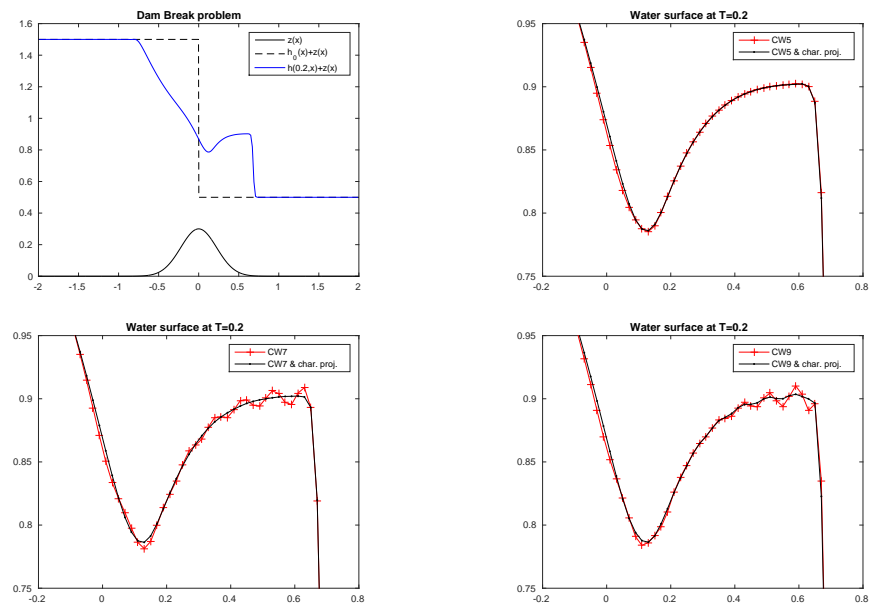 Dam Break problem
z(x)
h0(x)+z(x)
h(0.2,x)+z(x)
1.6
1.4
1.2
1
0.8
0.6
0.4
0.2
0
-2 -1.5 -1 -0.5 0 0.5 1 1.5 2
Water surface at T=0.2
CW5
CW5 & char. proj.
0.95
0.9
0.85
0.8
0.75
-0.2 0 0.2 0.4 0.6 0.8
Water surface at T=0.2
CW7
CW7 & char. proj.
0.95
0.9
0.85
0.8
0.75
-0.2 0 0.2 0.4 0.6 0.8
Water surface at T=0.2
CW9
CW9 & char. proj.
0.95
0.9
0.85
0.8
0.75
-0.2 0 0.2 0.4 0.6 0.8